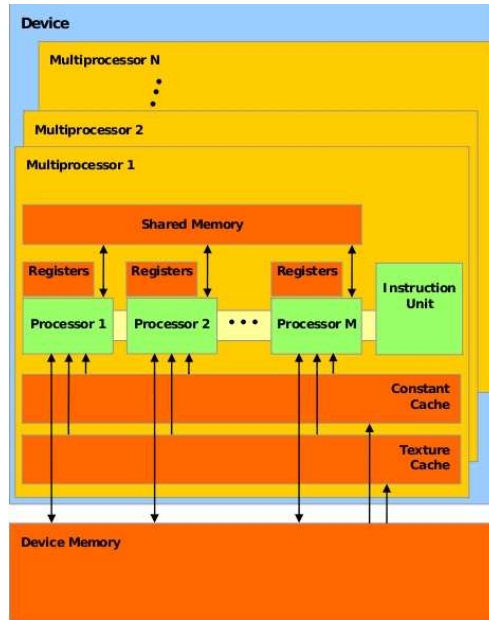 Device
Multiprocessor N
Multiprocessor 2
Multiprocessor 1
Shared Memory
Registers
Registers
Registers
Instruction
Unit
Processor 1
Processor 2
• • •
Processor M
Constant
Cache
Texture
Cache
Device Memory